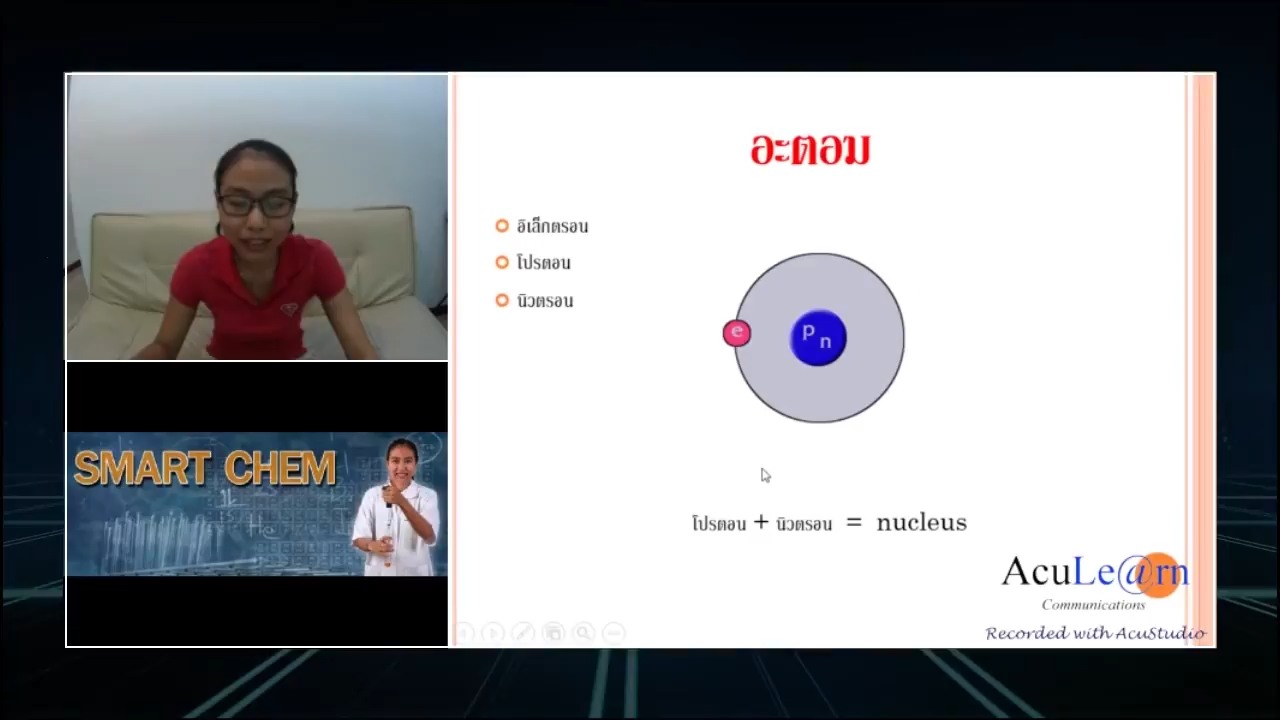 อะตอม
อิเล็กตรอน
โปรตอน
นิวตรอน
e
p
n
โปรตอน + นิวตรอน = nucleus
SMART CHEM
AcuLe@rn
Communications
Recorded with AcuStudio